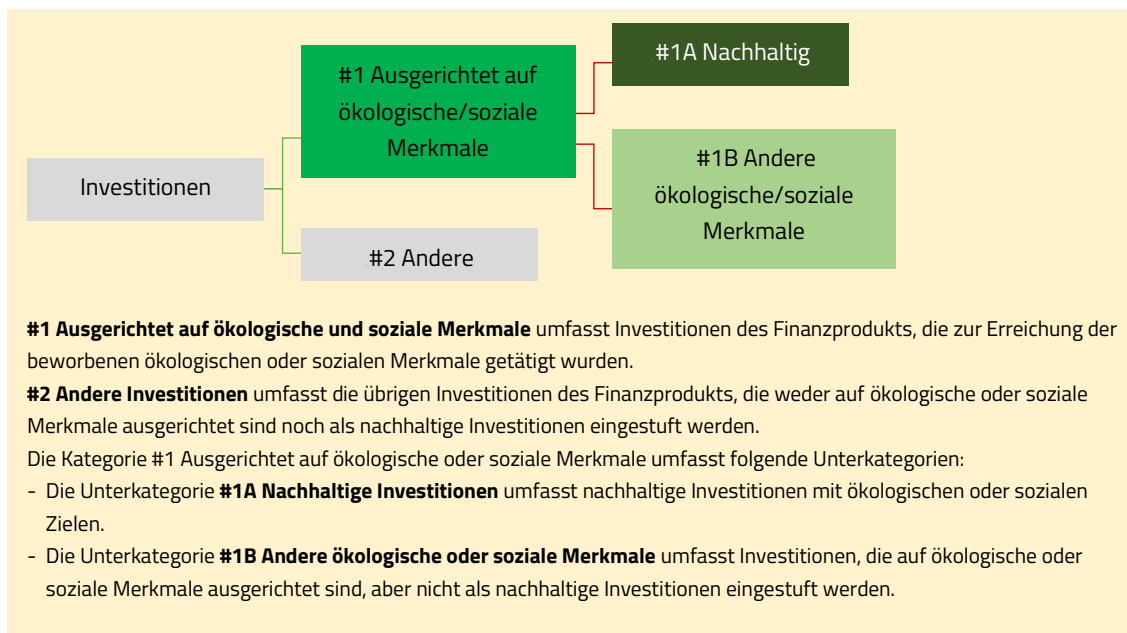 #1A Nachhaltig
#1 Ausgerichtet auf
ökologische/soziale
Merkmale
#1B Andere
ökologische/soziale
Merkmale
Investitionen
#2 Andere
#1 Ausgerichtet auf ökologische und soziale Merkmale umfasst Investitionen des Finanzprodukts, die zur Erreichung der
beworbenen ökologischen oder sozialen Merkmale getätigt wurden.
#2 Andere Investitionen umfasst die übrigen Investitionen des Finanzprodukts, die weder auf ökologische oder soziale
Merkmale ausgerichtet sind noch als nachhaltige Investitionen eingestuft werden.
Die Kategorie #1 Ausgerichtet auf ökologische oder soziale Merkmale umfasst folgende Unterkategorien:
- Die Unterkategorie #1A Nachhaltige Investitionen umfasst nachhaltige Investitionen mit ökologischen oder sozialen
Zielen.
- Die Unterkategorie #1B Andere ökologische oder soziale Merkmale umfasst Investitionen, die auf ökologische oder
soziale Merkmale ausgerichtet sind, aber nicht als nachhaltige Investitionen eingestuft werden.